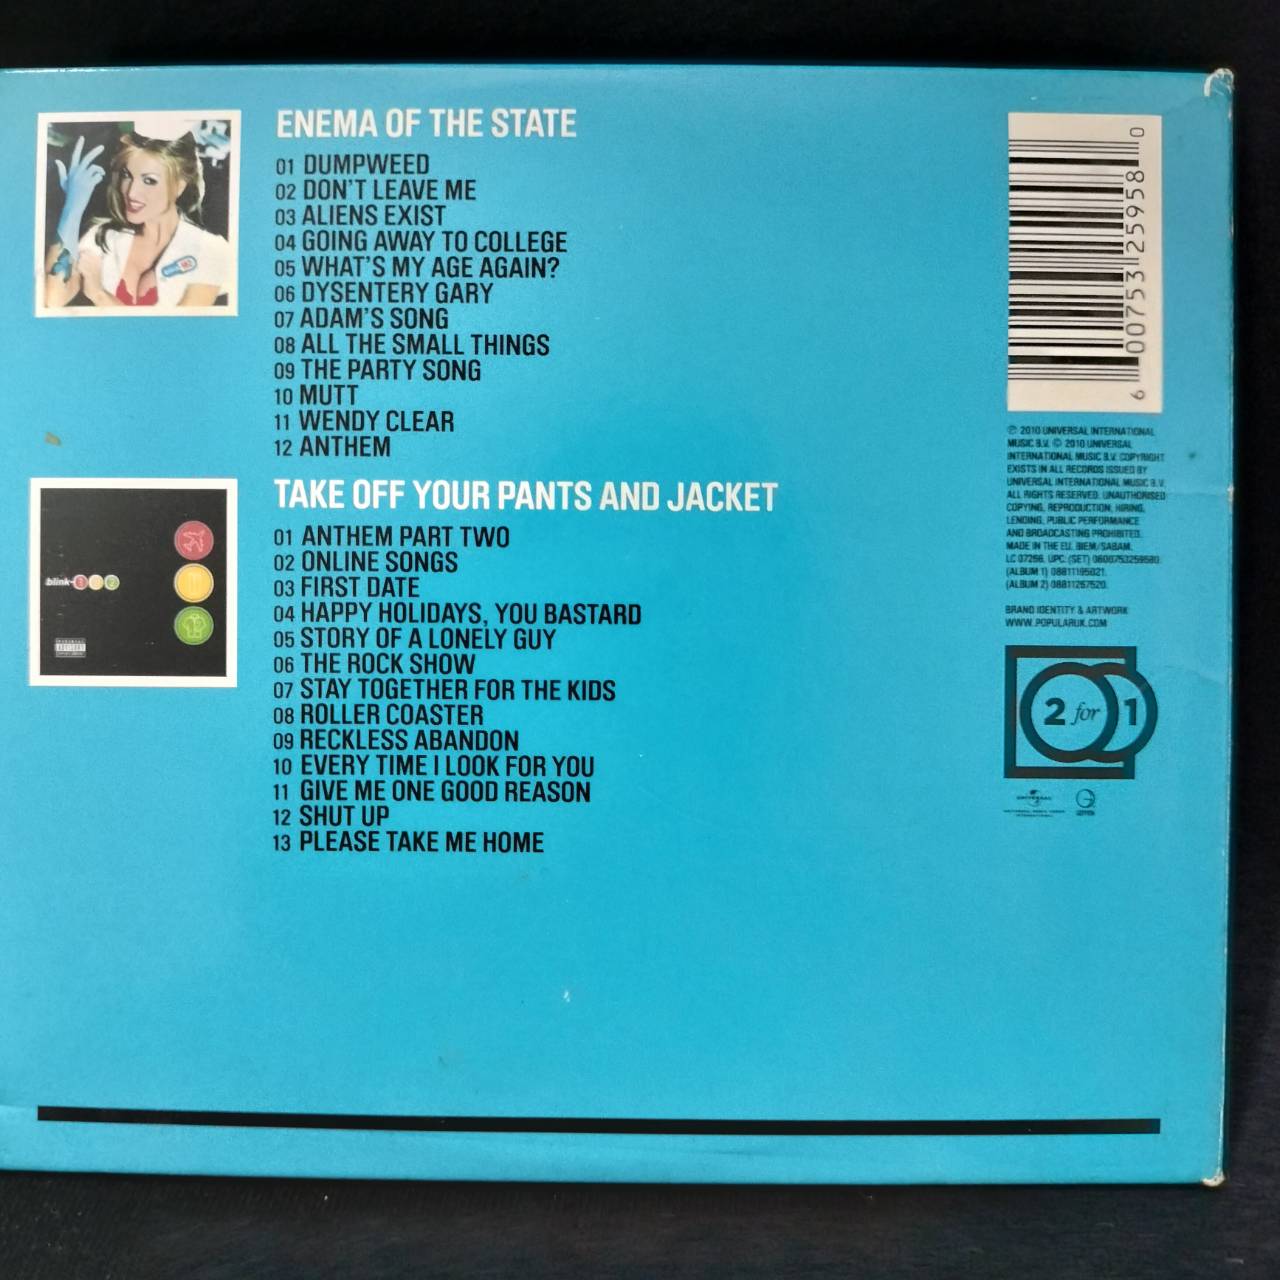 ENEMA OF THE STATE
01 DUMPWEED
02 DON'T LEAVE ME
03 ALIENS EXIST
04 GOING AWAY TO COLLEGE
05 WHAT'S MY AGE AGAIN?
06 DYSENTERY GARY
07 ADAM'S SONG
08 ALL THE SMALL THINGS
09 THE PARTY SONG
10 MUTT
11 WENDY CLEAR
12 ANTHEM
blink-182
TAKE OFF YOUR PANTS AND JACKET
01 ANTHEM PART TWO
02 ONLINE SONGS
03 FIRST DATE
04 HAPPY HOLIDAYS, YOU BASTARD
05 STORY OF A LONELY GUY
06 THE ROCK SHOW
07 STAY TOGETHER FOR THE KIDS
08 ROLLER COASTER
09 RECKLESS ABANDON
10 EVERY TIME I LOOK FOR YOU
11 GIVE ME ONE GOOD REASON
12 SHUT UP
13 PLEASE TAKE ME HOME
6 00753 25958 0
℗ 2010 UNIVERSAL INTERNATIONAL
MUSIC B.V. © 2010 UNIVERSAL
INTERNATIONAL MUSIC B.V. COPYRIGHT
EXISTS IN ALL RECORDS ISSUED BY
UNIVERSAL INTERNATIONAL MUSIC B.V.
ALL RIGHTS RESERVED. UNAUTHORISED
COPYING, REPRODUCTION, HIRING,
LENDING, PUBLIC PERFORMANCE
AND BROADCASTING PROHIBITED.
MADE IN THE EU. BIEM/SABAM.
UPC: (SET)
(ALBUM 1)
(ALBUM 2)
BRAND IDENTITY & ARTWORK
WWW.POPULARUK.COM
2 for 1
UNIVERSAL
GEFFEN